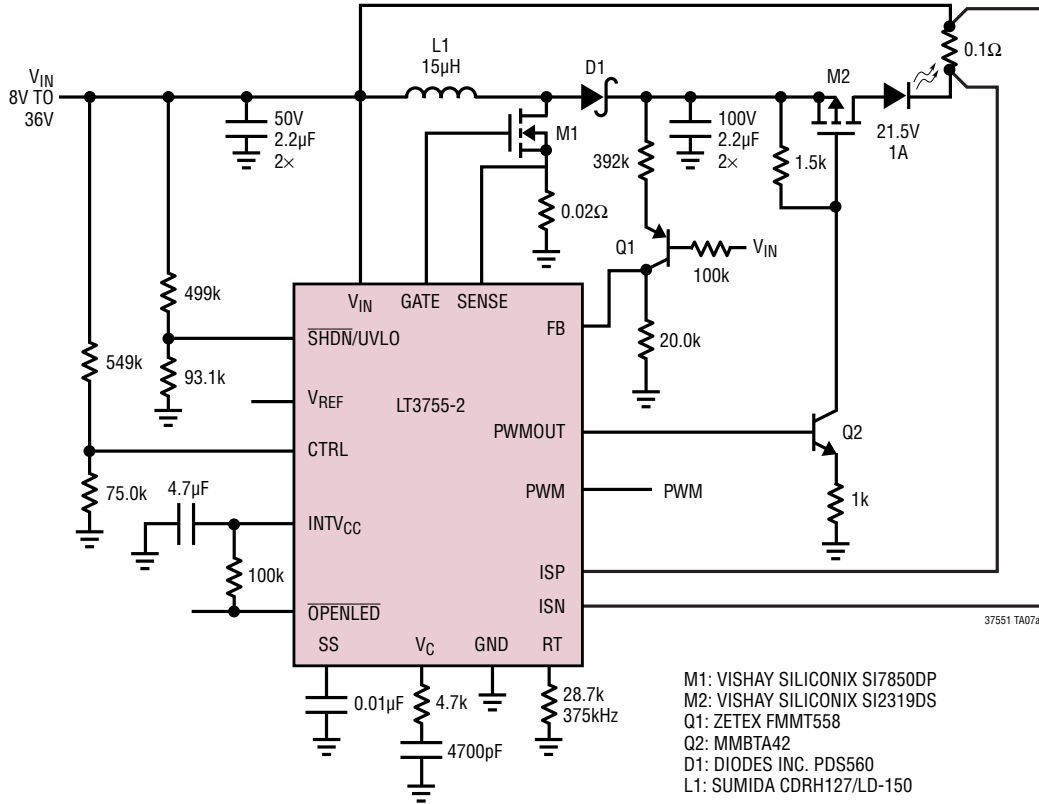 L1
15µH
D1
0.1Ω
M2
VIN
8V TO
36V
50V
2.2µF
2×
M1
100V
2.2µF
2×
392k
1.5k
21.5V
1A
0.02Ω
Q1
VIN
100k
499k
VIN
GATE
SENSE
FB
SHDN/UVLO
20.0k
549k
93.1k
VREF
LT3755-2
PWMOUT
Q2
CTRL
75.0k
4.7µF
PWM
PWM
1k
INTVCC
100k
ISP
OPENLED
ISN
37551 TA07a
SS
VC
GND
RT
0.01µF
4.7k
28.7k
375kHz
4700pF
M1: VISHAY SILICONIX SI7850DP
M2: VISHAY SILICONIX SI2319DS
Q1: ZETEX FMMT558
Q2: MMBTA42
D1: DIODES INC. PDS560
L1: SUMIDA CDRH127/LD-150